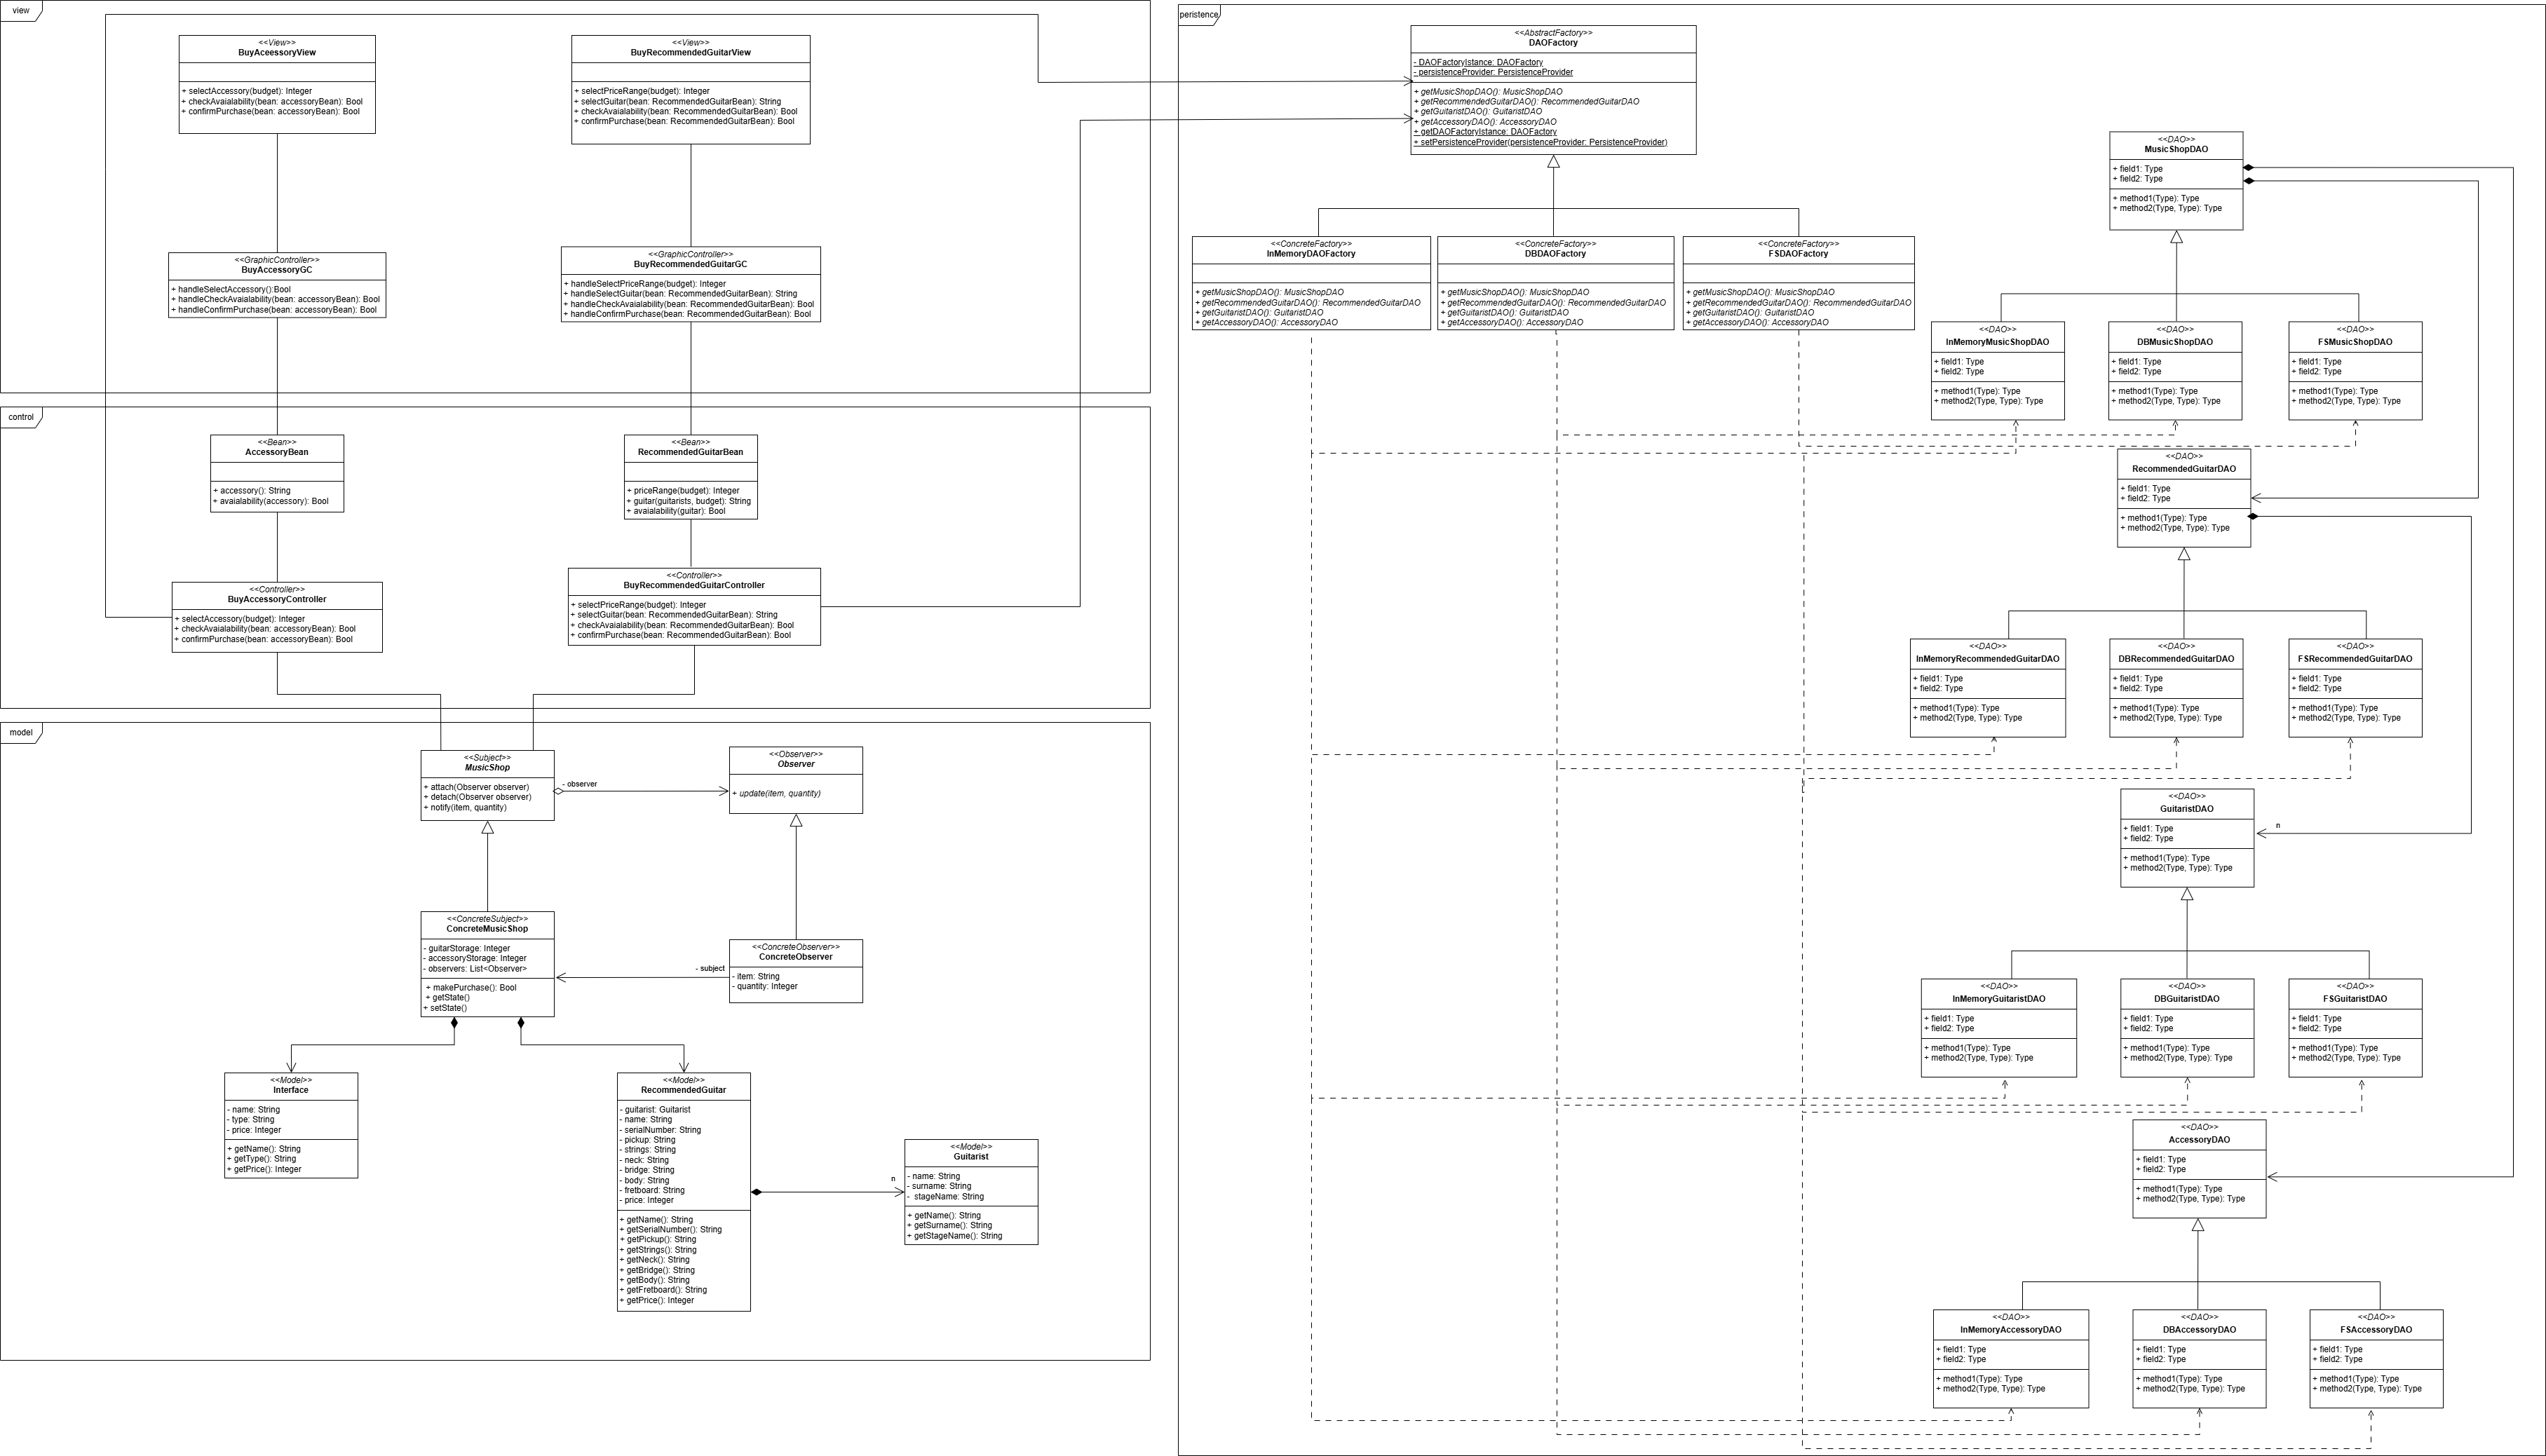 view
<<View>>
BuyAceessoryView
+ selectAccessory(budget): Integer
+ checkAvaialability(bean: accessoryBean): Bool
+ confirmPurchase(bean: accessoryBean): Bool
<<View>>
BuyRecommendedGuitarView
+ selectPriceRange(budget): Integer
+ selectGuitar(bean: RecommendedGuitarBean): String
+ checkAvaialability(bean: RecommendedGuitarBean): Bool
+ confirmPurchase(bean: RecommendedGuitarBean): Bool
<<GraphicController>>
BuyAccessoryGC
+ handleSelectAccessory():Bool
+ handleCheckAvaialability(bean: accessoryBean): Bool
+ handleConfirmPurchase(bean: accessoryBean): Bool
<<GraphicController>>
BuyRecommendedGuitarGC
+ handleSelectPriceRange(budget): Integer
+ handleSelectGuitar(bean: RecommendedGuitarBean): String
+ handleCheckAvaialability(bean: RecommendedGuitarBean): Bool
+ handleConfirmPurchase(bean: RecommendedGuitarBean): Bool
control
<<Bean>>
AccessoryBean
+ accessory(): String
+ avaialability(accessory): Bool
<<Bean>>
RecommendedGuitarBean
+ priceRange(budget): Integer
+ guitar(guitarists, budget): String
+ avaialability(guitar): Bool
<<Controller>>
BuyAccessoryController
+ selectAccessory(budget): Integer
+ checkAvaialability(bean: accessoryBean): Bool
+ confirmPurchase(bean: accessoryBean): Bool
<<Controller>>
BuyRecommendedGuitarController
+ selectPriceRange(budget): Integer
+ selectGuitar(bean: RecommendedGuitarBean): String
+ checkAvaialability(bean: RecommendedGuitarBean): Bool
+ confirmPurchase(bean: RecommendedGuitarBean): Bool
model
<<Subject>>
MusicShop
+ attach(Observer observer)
+ detach(Observer observer)
+ notify(item, quantity)
- observer
<<Observer>>
Observer
+ update(item, quantity)
<<ConcreteSubject>>
ConcreteMusicShop
- guitarStorage: Integer
- accessoryStorage: Integer
- observers: List<Observer>
+ makePurchase(): Bool
+ getState()
+ setState()
- subject
<<ConcreteObserver>>
ConcreteObserver
- item: String
- quantity: Integer
<<Model>>
Interface
- name: String
- type: String
- price: Integer
+ getName(): String
+ getType(): String
+ getPrice(): Integer
<<Model>>
RecommendedGuitar
- guitarist: Guitarist
- name: String
- serialNumber: String
- pickup: String
- strings: String
- neck: String
- bridge: String
- body: String
- fretboard: String
- price: Integer
+ getName(): String
+ getSerialNumber(): String
+ getPickup(): String
+ getStrings(): String
+ getNeck(): String
+ getBridge(): String
+ getBody(): String
+ getFretboard(): String
+ getPrice(): Integer
n
<<Model>>
Guitarist
- name: String
- surname: String
- stageName: String
+ getName(): String
+ getSurname(): String
+ getStageName(): String
peristence
<<AbstractFactory>>
DAOFactory
- DAOFactoryIstance: DAOFactory
- persistenceProvider: PersistenceProvider
+ getMusicShopDAO(): MusicShopDAO
+ getRecommendedGuitarDAO(): RecommendedGuitarDAO
+ getGuitaristDAO(): GuitaristDAO
+ getAccessoryDAO(): AccessoryDAO
+ getDAOFactoryIstance: DAOFactory
+ setPersistenceProvider(persistenceProvider: PersistenceProvider)
<<ConcreteFactory>>
InMemoryDAOFactory
+ getMusicShopDAO(): MusicShopDAO
+ getRecommendedGuitarDAO(): RecommendedGuitarDAO
+ getGuitaristDAO(): GuitaristDAO
+ getAccessoryDAO(): AccessoryDAO
<<ConcreteFactory>>
DBDAOFactory
+ getMusicShopDAO(): MusicShopDAO
+ getRecommendedGuitarDAO(): RecommendedGuitarDAO
+ getGuitaristDAO(): GuitaristDAO
+ getAccessoryDAO(): AccessoryDAO
<<ConcreteFactory>>
FSDAOFactory
+ getMusicShopDAO(): MusicShopDAO
+ getRecommendedGuitarDAO(): RecommendedGuitarDAO
+ getGuitaristDAO(): GuitaristDAO
+ getAccessoryDAO(): AccessoryDAO
<<DAO>>
MusicShopDAO
+ field1: Type
+ field2: Type
+ method1(Type): Type
+ method2(Type, Type): Type
<<DAO>>
InMemoryMusicShopDAO
+ field1: Type
+ field2: Type
+ method1(Type): Type
+ method2(Type, Type): Type
<<DAO>>
DBMusicShopDAO
+ field1: Type
+ field2: Type
+ method1(Type): Type
+ method2(Type, Type): Type
<<DAO>>
FSMusicShopDAO
+ field1: Type
+ field2: Type
+ method1(Type): Type
+ method2(Type, Type): Type
<<DAO>>
RecommendedGuitarDAO
+ field1: Type
+ field2: Type
+ method1(Type): Type
+ method2(Type, Type): Type
<<DAO>>
InMemoryRecommendedGuitarDAO
+ field1: Type
+ field2: Type
+ method1(Type): Type
+ method2(Type, Type): Type
<<DAO>>
DBRecommendedGuitarDAO
+ field1: Type
+ field2: Type
+ method1(Type): Type
+ method2(Type, Type): Type
<<DAO>>
FSRecommendedGuitarDAO
+ field1: Type
+ field2: Type
+ method1(Type): Type
+ method2(Type, Type): Type
<<DAO>>
GuitaristDAO
+ field1: Type
+ field2: Type
+ method1(Type): Type
+ method2(Type, Type): Type
n
<<DAO>>
InMemoryGuitaristDAO
+ field1: Type
+ field2: Type
+ method1(Type): Type
+ method2(Type, Type): Type
<<DAO>>
DBGuitaristDAO
+ field1: Type
+ field2: Type
+ method1(Type): Type
+ method2(Type, Type): Type
<<DAO>>
FSGuitaristDAO
+ field1: Type
+ field2: Type
+ method1(Type): Type
+ method2(Type, Type): Type
<<DAO>>
AccessoryDAO
+ field1: Type
+ field2: Type
+ method1(Type): Type
+ method2(Type, Type): Type
<<DAO>>
InMemoryAccessoryDAO
+ field1: Type
+ field2: Type
+ method1(Type): Type
+ method2(Type, Type): Type
<<DAO>>
DBAccessoryDAO
+ field1: Type
+ field2: Type
+ method1(Type): Type
+ method2(Type, Type): Type
<<DAO>>
FSAccessoryDAO
+ field1: Type
+ field2: Type
+ method1(Type): Type
+ method2(Type, Type): Type